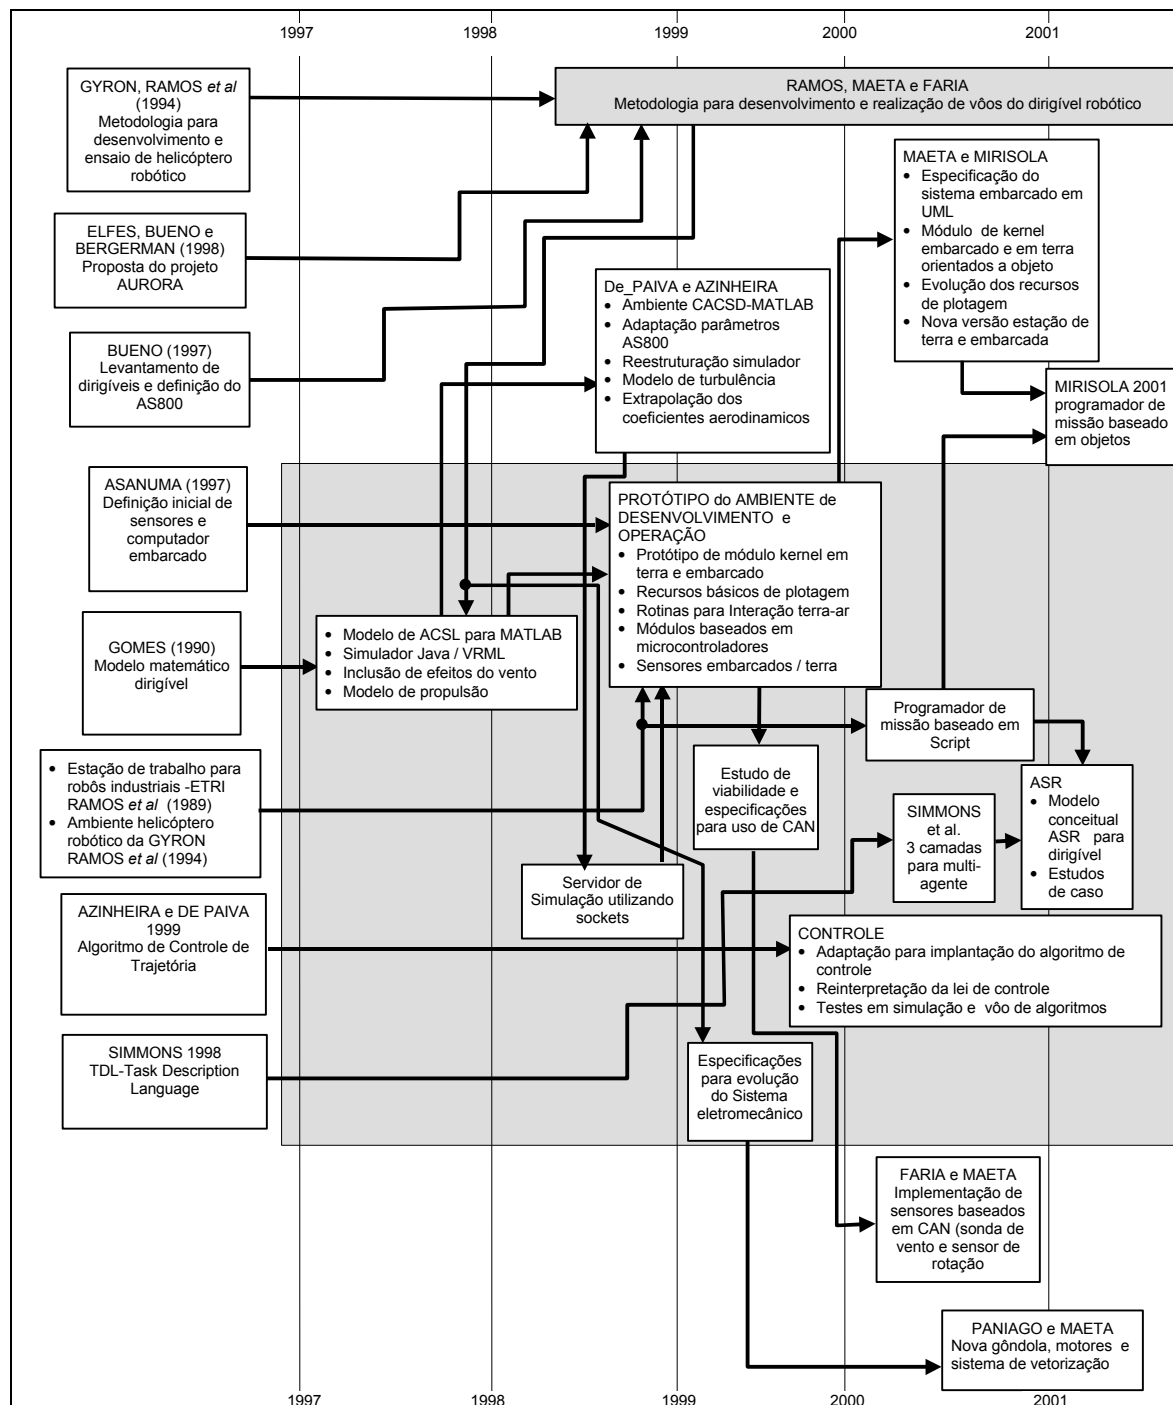 1997 1998 1999 2000 2001
GYRON, RAMOS et al
(1994)
Metodologia para
desenvolvimento e
ensaio de helicóptero
robótico
RAMOS, MAETA e FARIA
Metodologia para desenvolvimento e realização de vôos do dirigível robótico
ELFES, BUENO e
BERGERMAN (1998)
Proposta do projeto
AURORA
BUENO (1997)
Levantamento de
dirigíveis e definição do
AS800
De_PAIVA e AZINHEIRA
• Ambiente CACSD-MATLAB
• Adaptação parâmetros
AS800
• Reestruturação simulador
• Modelo de turbulência
• Extrapolação dos
coeficientes aerodinamicos
MAETA e MIRISOLA
• Especificação do
sistema embarcado em
UML
• Módulo de kernel
embarcado e em terra
orientados a objeto
• Evolução dos recursos
de plotagem
• Nova versão estação de
terra e embarcada
MIRISOLA 2001
programador de
missão baseado
em objetos
ASANUMA (1997)
Definição inicial de
sensores e
computador
embarcado
PROTÓTIPO do AMBIENTE de
DESENVOLVIMENTO e
OPERAÇÃO
• Protótipo de módulo kernel em
terra e embarcado
• Recursos básicos de plotagem
• Rotinas para Interação terra-ar
• Módulos baseados em
microcontroladores
• Sensores embarcados / terra
GOMES (1990)
Modelo matemático
dirigível
• Modelo de ACSL para MATLAB
• Simulador Java / VRML
• Inclusão de efeitos do vento
• Modelo de propulsão
Programador de
missão baseado em
Script
• Estação de trabalho para
robôs industriais -ETRI
RAMOS et al (1989)
• Ambiente helicóptero
robótico da GYRON
RAMOS et al (1994)
Estudo de
viabilidade e
especificações
para uso de CAN
SIMMONS
et al.
3 camadas
para multi-
agente
ASR
• Modelo
conceitual
ASR para
dirigível
• Estudos
de caso
Servidor de
Simulação utilizando
sockets
AZINHEIRA e DE PAIVA
1999
Algoritmo de Controle de
Trajetória
CONTROLE
• Adaptação para implantação do algoritmo de
controle
• Reinterpretação da lei de controle
• Testes em simulação e vôo de algoritmos
SIMMONS 1998
TDL-Task Description
Language
Especificações
para evolução
do Sistema
eletromecânico
FARIA e MAETA
Implementação de
sensores baseados
em CAN (sonda de
vento e sensor de
rotação
PANIAGO e MAETA
Nova gôndola, motores e
sistema de vetorização
1997 1998 1999 2000 2001